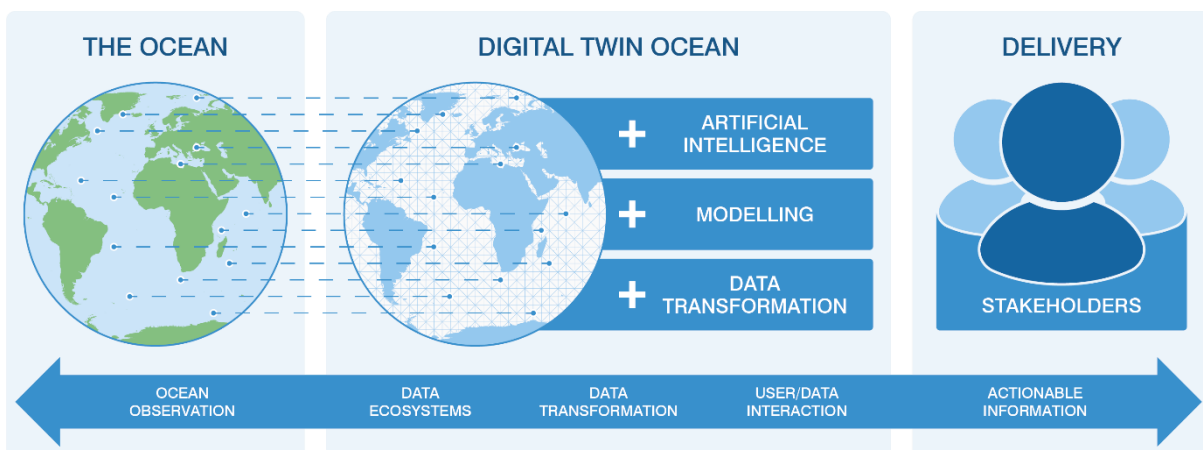 THE OCEAN
DIGITAL TWIN OCEAN
DELIVERY
+ ARTIFICIAL
INTELLIGENCE
+ MODELLING
+ DATA
TRANSFORMATION
STAKEHOLDERS
OCEAN
OBSERVATION
DATA
ECOSYSTEMS
DATA
TRANSFORMATION
USER/DATA
INTERACTION
ACTIONABLE
INFORMATION